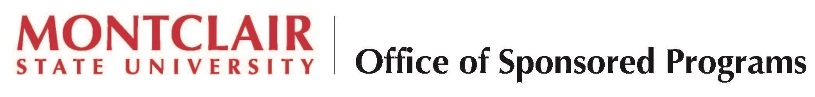 MONTCLAIR
STATE UNIVERSITY
Office of Sponsored Programs